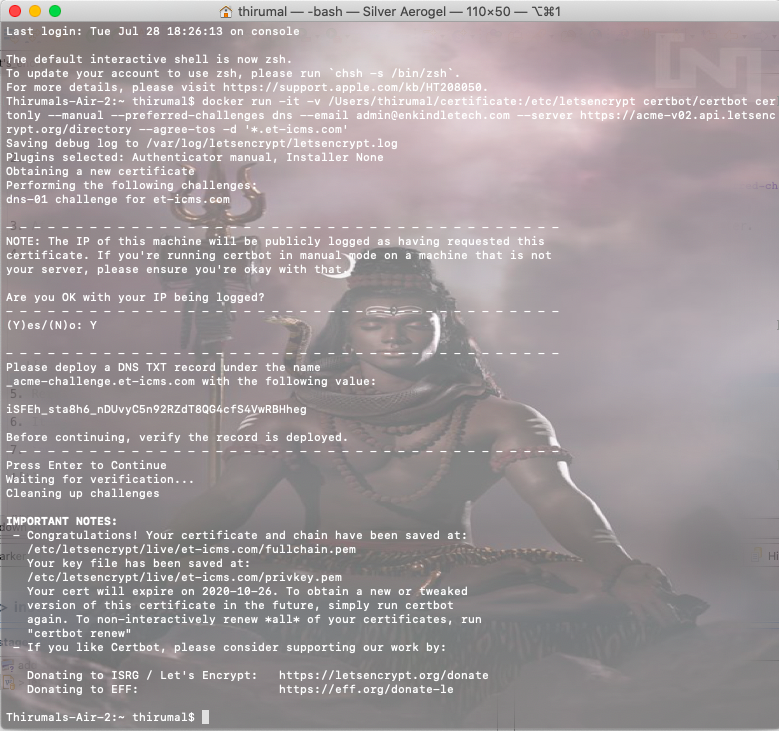 thirumal — -bash — Silver Aerogel — 110×50 — ⌥⌘1
Last login: Tue Jul 28 18:26:13 on console
The default interactive shell is now zsh.
To update your account to use zsh, please run `chsh -s /bin/zsh`.
For more details, please visit https://support.apple.com/kb/HT208050.
Thirumals-Air-2:~ thirumal$ docker run -it -v /Users/thirumal/certificate:/etc/letsencrypt certbot/certbot cer
tonly --manual --preferred-challenges dns --email admin@enkindletech.com --server https://acme-v02.api.letsenc
rypt.org/directory --agree-tos -d '*.et-icms.com'
Saving debug log to /var/log/letsencrypt/letsencrypt.log
Plugins selected: Authenticator manual, Installer None
Obtaining a new certificate
Performing the following challenges:
dns-01 challenge for et-icms.com
- - - - - - - - - - - - - - - - - - - - - - - - - - - - - - - - - - - - - - - -
NOTE: The IP of this machine will be publicly logged as having requested this
certificate. If you're running certbot in manual mode on a machine that is not
your server, please ensure you're okay with that.
Are you OK with your IP being logged?
- - - - - - - - - - - - - - - - - - - - - - - - - - - - - - - - - - - - - - - -
(Y)es/(N)o: Y
- - - - - - - - - - - - - - - - - - - - - - - - - - - - - - - - - - - - - - - -
Please deploy a DNS TXT record under the name
_acme-challenge.et-icms.com with the following value:
iSFEh_sta8h6_nDUvyC5n92RZdT8QG4cfS4VwRBHheg
Before continuing, verify the record is deployed.
- - - - - - - - - - - - - - - - - - - - - - - - - - - - - - - - - - - - - - - -
Press Enter to Continue
Waiting for verification...
Cleaning up challenges
IMPORTANT NOTES:
- Congratulations! Your certificate and chain have been saved at:
/etc/letsencrypt/live/et-icms.com/fullchain.pem
Your key file has been saved at:
/etc/letsencrypt/live/et-icms.com/privkey.pem
Your cert will expire on 2020-10-26. To obtain a new or tweaked
version of this certificate in the future, simply run certbot
again. To non-interactively renew *all* of your certificates, run
"certbot renew"
- If you like Certbot, please consider supporting our work by:
Donating to ISRG / Let's Encrypt: https://letsencrypt.org/donate
Donating to EFF: https://eff.org/donate-le
Thirumals-Air-2:~ thirumal$